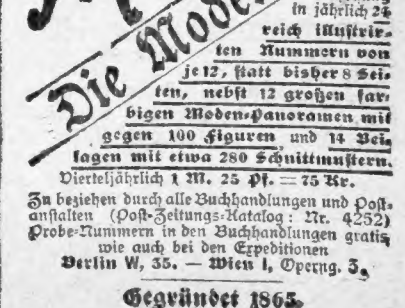 in jährlich 24
reich illustrir-
ten Nummern von
je 12, statt bisher 8 Sei-
ten, nebst 12 großen far-
bigen Moden-Panoramen mit
gegen 100 Figuren und 14 Bei-
lagen mit etwa 280 Schnittmustern.
Vierteljährlich 1 M. 25 Pf. = 75 Kr.
Zu beziehen durch alle Buchhandlungen und Post-
anstalten (Post-Zeitungs-Katalog: Nr. 4252)
Probe-Nummern in den Buchhandlungen gratis
wie auch bei den Expeditionen
Berlin W, 35. — Wien I, Operng. 3.
Gegründet 1865.
Die